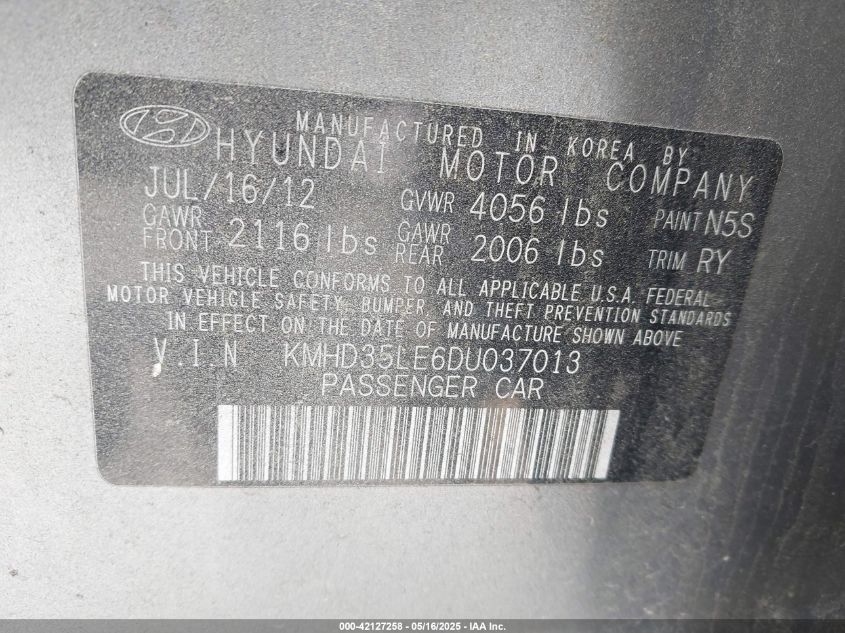 MANUFACTURED IN KOREA BY
HYUNDAI MOTOR COMPANY
JUL/16/12 GVWR 4056 lbs PAINT N5S
GAWR FRONT 2116 lbs GAWR REAR 2006 lbs TRIM RY
THIS VEHICLE CONFORMS TO ALL APPLICABLE U.S.A. FEDERAL
MOTOR VEHICLE SAFETY, BUMPER, AND THEFT PREVENTION STANDARDS
IN EFFECT ON THE DATE OF MANUFACTURE SHOWN ABOVE
V.I.N KMHD35LE6DU037013
PASSENGER CAR
000-42127258 - 05/16/2025 - IAA Inc.